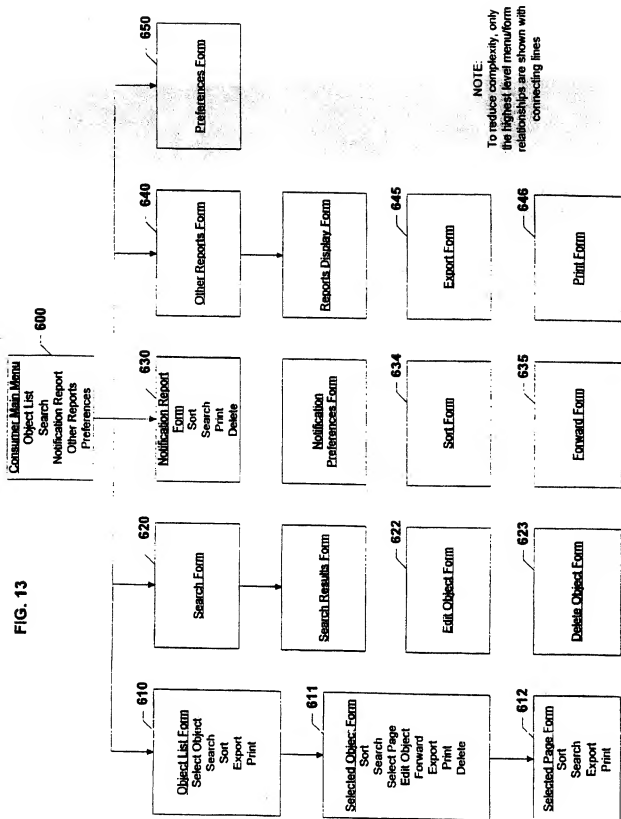 FIG. 13
Consumer Main Menu
Object List
Search
Notification Report
Other Reports
Preferences
600
Object List Form
Select Object
Search
Sort
Export
Print
610
Search Form
620
Notification Report
Form
Sort
Search
Print
Delete
630
Other Reports Form
640
Preferences Form
650
Selected Object Form
Sort
Search
Select Page
Edit Object
Forward
Export
Print
Delete
611
Search Results Form
Notification
Preferences Form
Reports Display Form
Edit Object Form
622
Sort Form
634
Export Form
645
Selected Page Form
Sort
Search
Export
Print
612
Delete Object Form
623
Forward Form
635
Print Form
646
NOTE:
To reduce complexity, only
the highest level menu/form
relationships are shown with
connecting lines